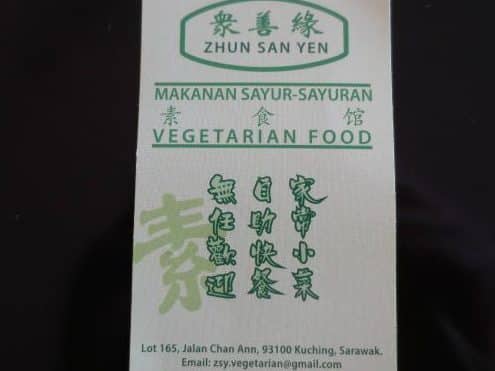 衆善緣
ZHUN SAN YEN
MAKANAN SAYUR-SAYURAN
素食馆
VEGETARIAN FOOD
素
家常小菜
自助快餐
無任歡迎
Lot 165, Jalan Chan Ann, 93100 Kuching, Sarawak.
Email: zsy.vegetarian@gmail.com